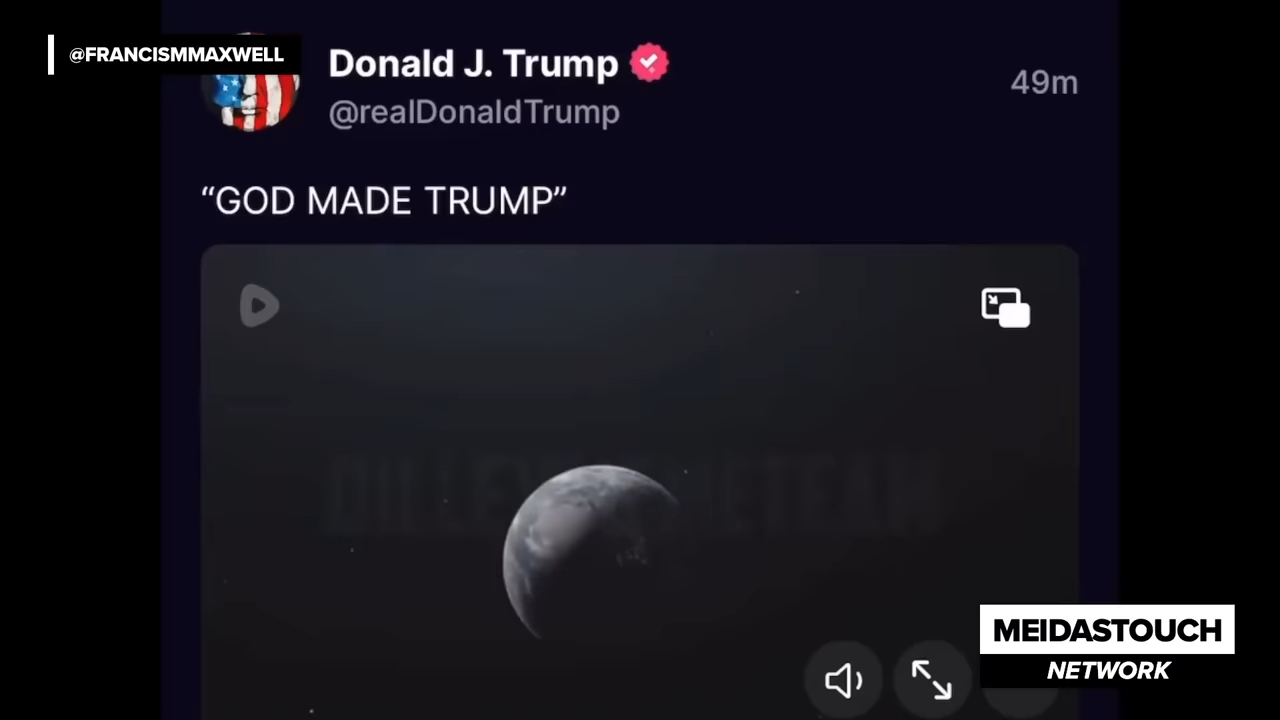 @FRANCISMMAXWELL
Donald J. Trump
@realDonaldTrump
49m
“GOD MADE TRUMP”
MEIDASTOUCH
NETWORK